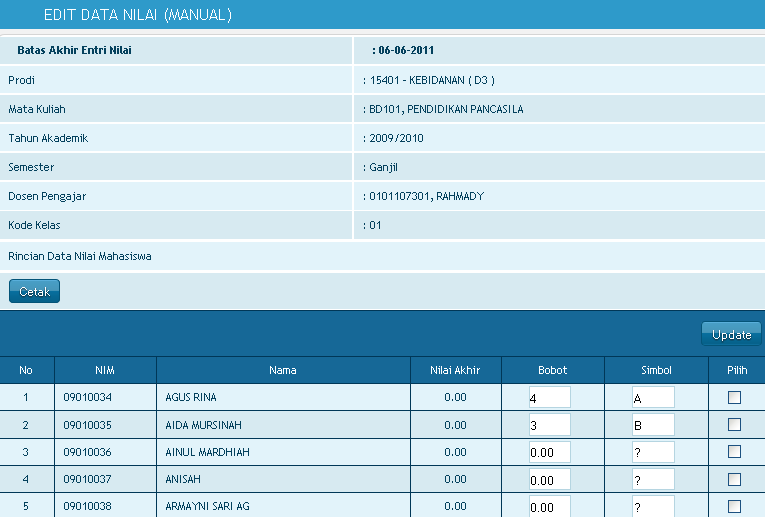 EDIT DATA NILAI (MANUAL)
Batas Akhir Entri Nilai : 06-06-2011
Prodi : 15401 - KEBIDANAN ( D3 )
Mata Kuliah : BD101, PENDIDIKAN PANCASILA
Tahun Akademik : 2009/2010
Semester : Ganjil
Dosen Pengajar : 0101107301, RAHMADY
Kode Kelas : 01
Rincian Data Nilai Mahasiswa
Cetak
Update
No NIM Nama Nilai Akhir Bobot Simbol Pilih
1 09010034 AGUS RINA 0.00 4 A
2 09010035 AIDA MURSINAH 0.00 3 B
3 09010036 AINUL MARDHIAH 0.00 0.00 ?
4 09010037 ANISAH 0.00 0.00 ?
5 09010038 ARMAYNI SARI AG 0.00 0.00 ?